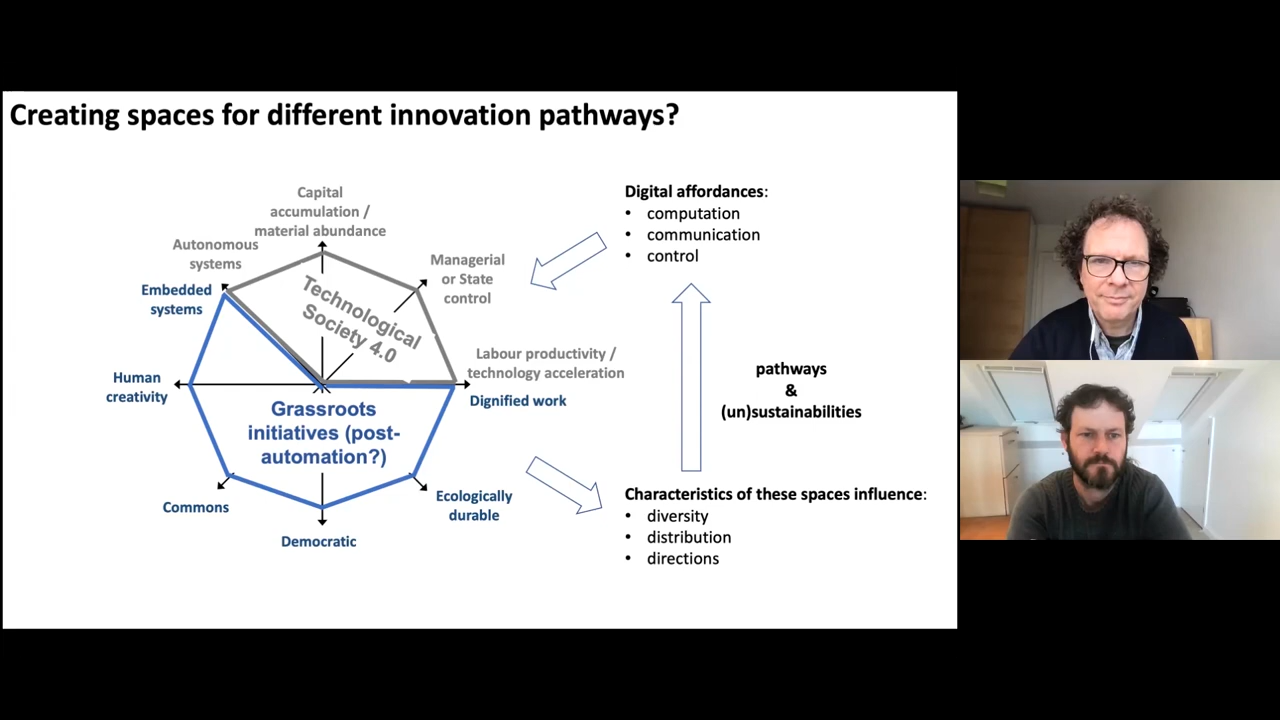 Creating spaces for different innovation pathways?
Capital
accumulation /
material abundance
Autonomous
systems
Managerial
or State
control
Embedded
systems
Technological
Society 4.0
Labour productivity /
technology acceleration
Human
creativity
Dignified work
Grassroots
initiatives (post-
automation?)
Commons
Ecologically
durable
Democratic
Digital affordances:
• computation
• communication
• control
pathways
&
(un)sustainabilities
Characteristics of these spaces influence:
• diversity
• distribution
• directions